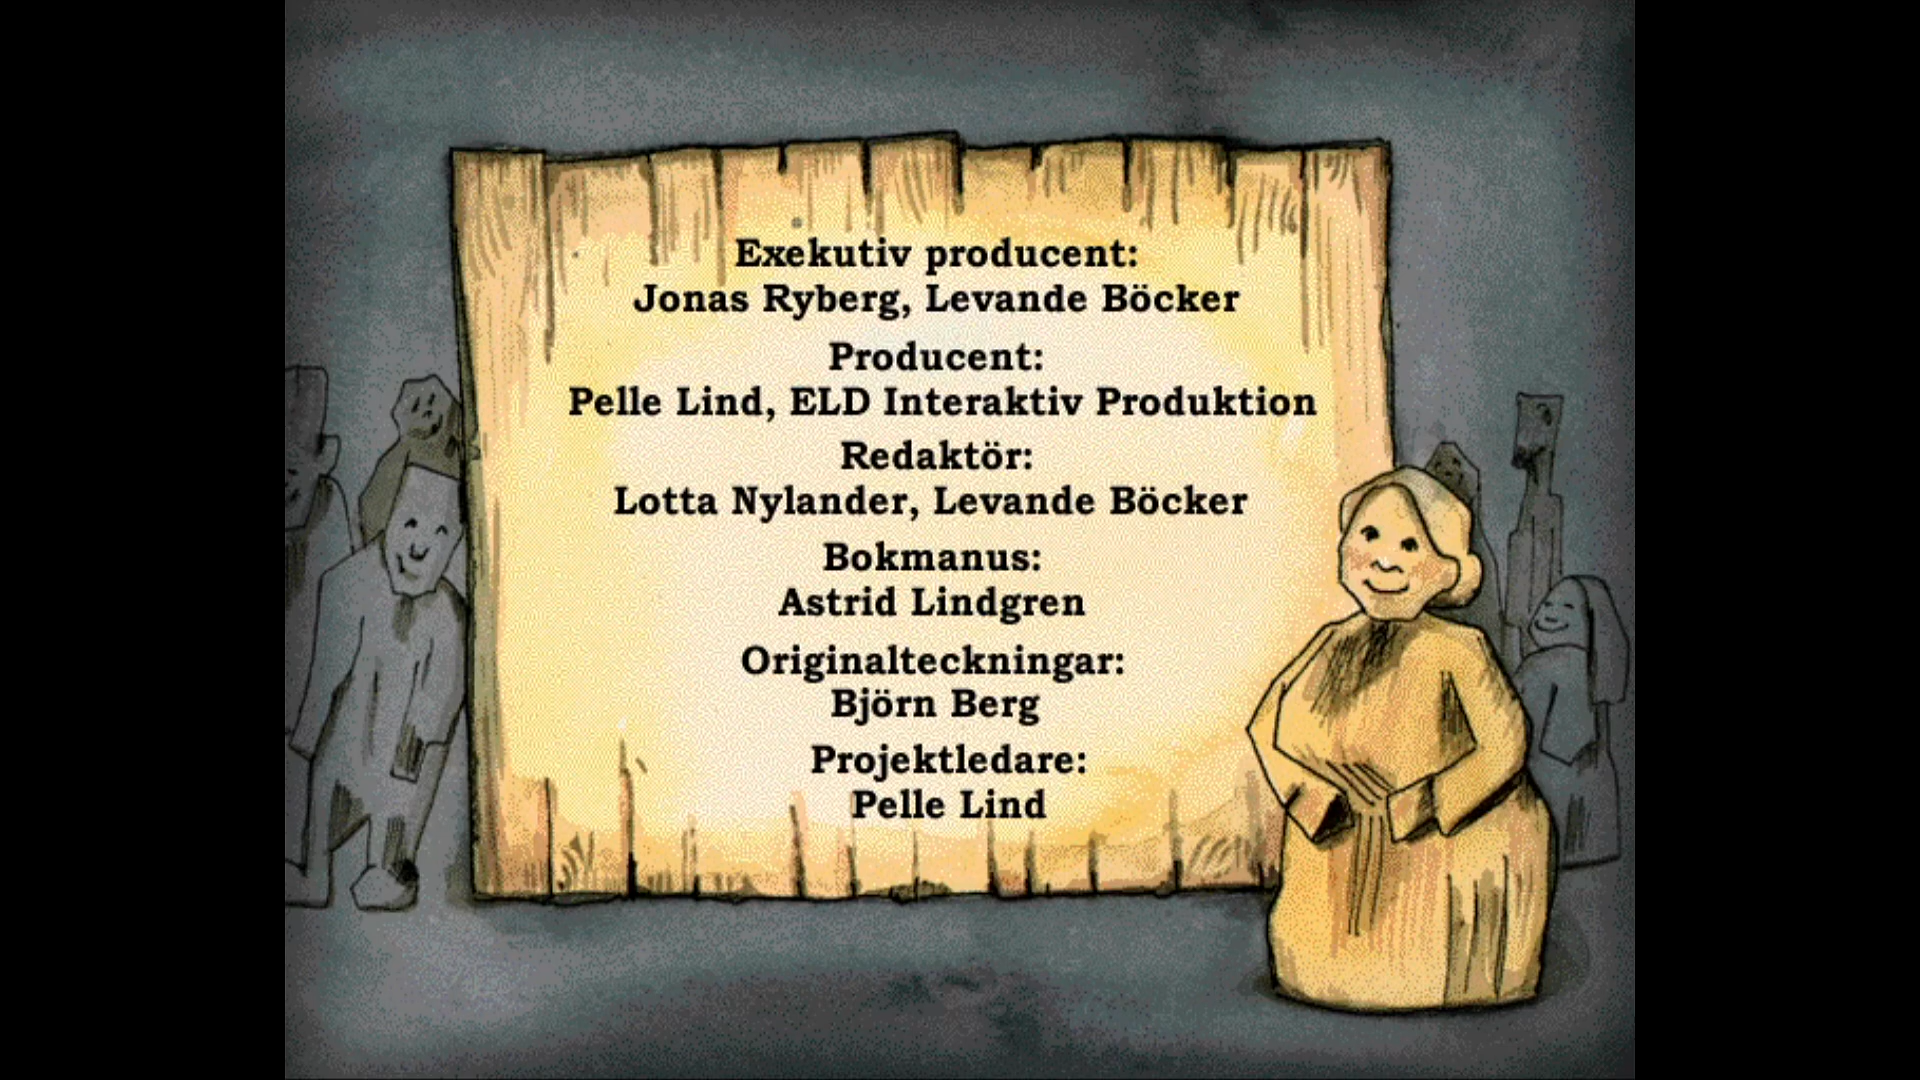 Exekutiv producent:
Jonas Ryberg, Levande Böcker
Producent:
Pelle Lind, ELD Interaktiv Produktion
Redaktör:
Lotta Nylander, Levande Böcker
Bokmanus:
Astrid Lindgren
Originalteckningar:
Björn Berg
Projektledare:
Pelle Lind